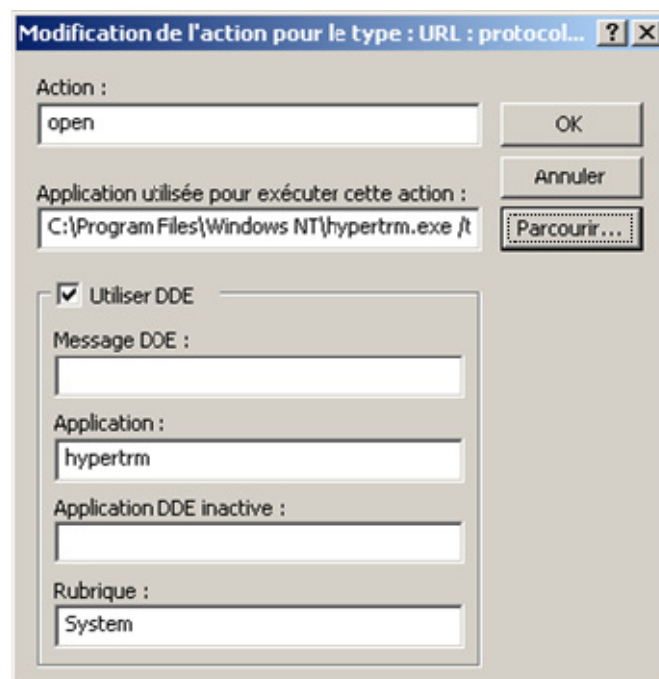 Modification de l'action pour le type : URL : protocol...
Action :
open
OK
Annuler
Application utilisée pour exécuter cette action :
C:\Program Files\Windows NT\hypertrm.exe /t
Parcourir...
Utiliser DDE
Message DDE :
Application :
hypertrm
Application DDE inactive :
Rubrique :
System